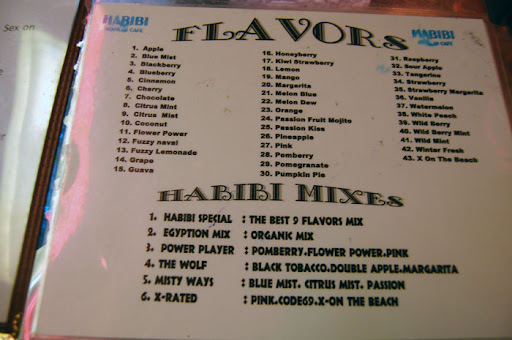 Sex on
HABIBI
CAFE
FLAVORS
HABIBI
CAFE
1. Apple
2. Blue Mist
3. Blackberry
4. Blueberry
5. Cinnamon
6. Cherry
7. Chocolate
8. Citrus Mint
9. Citrus Mist
10. Coconut
11. Flower Power
12. Fuzzy naval
13. Fuzzy Lemonade
14. Grape
15. Guava
16. Honeyberry
17. Kiwi Strawberry
18. Lemon
19. Mango
20. Margarita
21. Melon Blue
22. Melon Dew
23. Orange
24. Passion Fruit Mojito
25. Passion Kiss
26. Pineapple
27. Pink
28. Pomberry
29. Pomegranate
30. Pumpkin Pie
31. Raspberry
32. Sour Apple
33. Tangerine
34. Strawberry
35. Strawberry Margarita
36. Vanilla
37. Watermelon
38. White Peach
39. Wild Berry
40. Wild Berry Mint
41. Wild Mint
42. Winter Fresh
43. X On The Beach
HABIBI MIXES
1. HABIBI SPECIAL : THE BEST 9 FLAVORS MIX
2. EGYPTION MIX : ORGANIC MIX
3. POWER PLAYER : POMBERRY.FLOWER POWER.PINK
4. THE WOLF : BLACK TOBACCO.DOUBLE APPLE.MARGARITA
5. MISTY WAYS : BLUE MIST. CITRUS MIST. PASSION
6. X-RATED : PINK.CODE69.X-ON THE BEACH